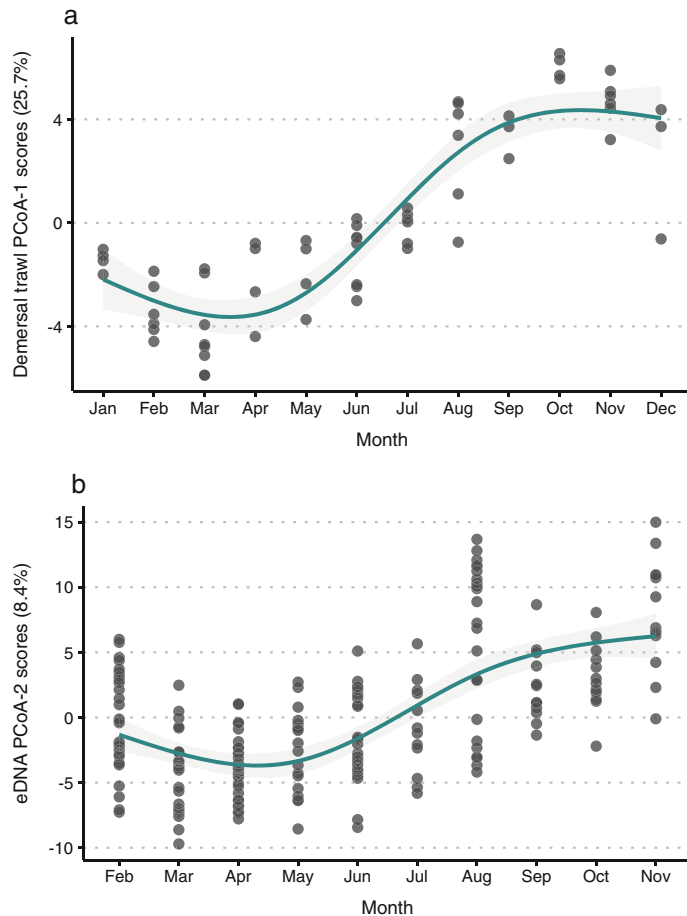 a
Demersal trawl PCoA-1 scores (25.7%)
4
0
-4
Jan Feb Mar Apr May Jun Jul Aug Sep Oct Nov Dec
Month
b
eDNA PCoA-2 scores (8.4%)
15
10
5
0
-5
-10
Feb Mar Apr May Jun Jul Aug Sep Oct Nov
Month